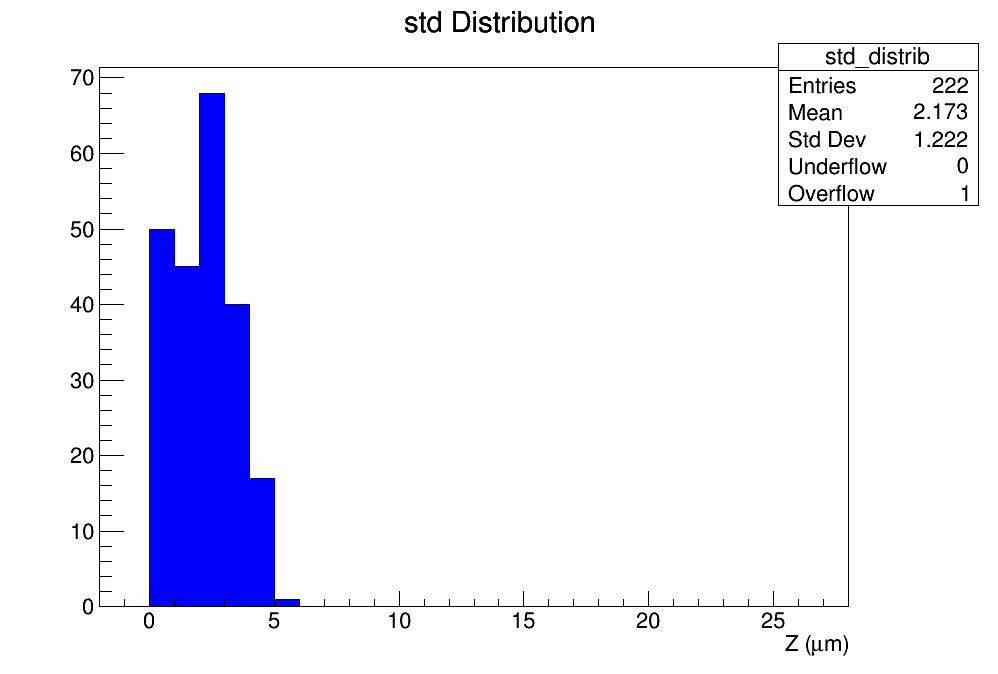 std Distribution
std_distrib
Entries 222
Mean 2.173
Std Dev 1.222
Underflow 0
Overflow 1
70
60
50
40
30
20
10
0
0 5 10 15 20 25
Z (μm)